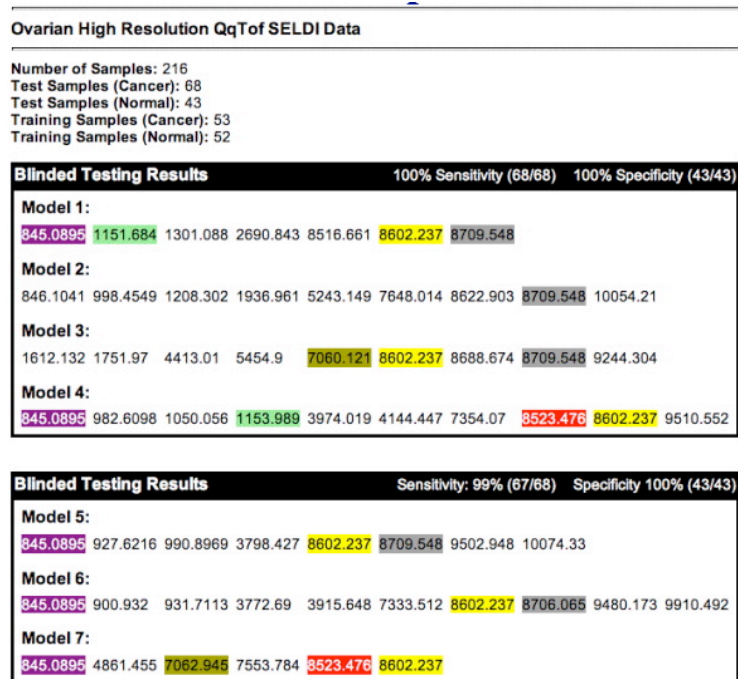 Ovarian High Resolution QqTof SELDI Data
Number of Samples: 216
Test Samples (Cancer): 68
Test Samples (Normal): 43
Training Samples (Cancer): 53
Training Samples (Normal): 52
Blinded Testing Results 100% Sensitivity (68/68) 100% Specificity (43/43)
Model 1:
845.0895 1151.684 1301.088 2690.843 8516.661 8602.237 8709.548
Model 2:
846.1041 998.4549 1208.302 1936.961 5243.149 7648.014 8622.903 8709.548 10054.21
Model 3:
1612.132 1751.97 4413.01 5454.9 7060.121 8602.237 8688.674 8709.548 9244.304
Model 4:
845.0895 982.6098 1050.056 1153.989 3974.019 4144.447 7354.07 8523.476 8602.237 9510.552
Blinded Testing Results Sensitivity: 99% (67/68) Specificity 100% (43/43)
Model 5:
845.0895 927.6216 990.8969 3798.427 8602.237 8709.548 9502.948 10074.33
Model 6:
845.0895 900.932 931.7113 3772.69 3915.648 7333.512 8602.237 8706.065 9480.173 9910.492
Model 7:
845.0895 4861.455 7062.945 7553.784 8523.476 8602.237